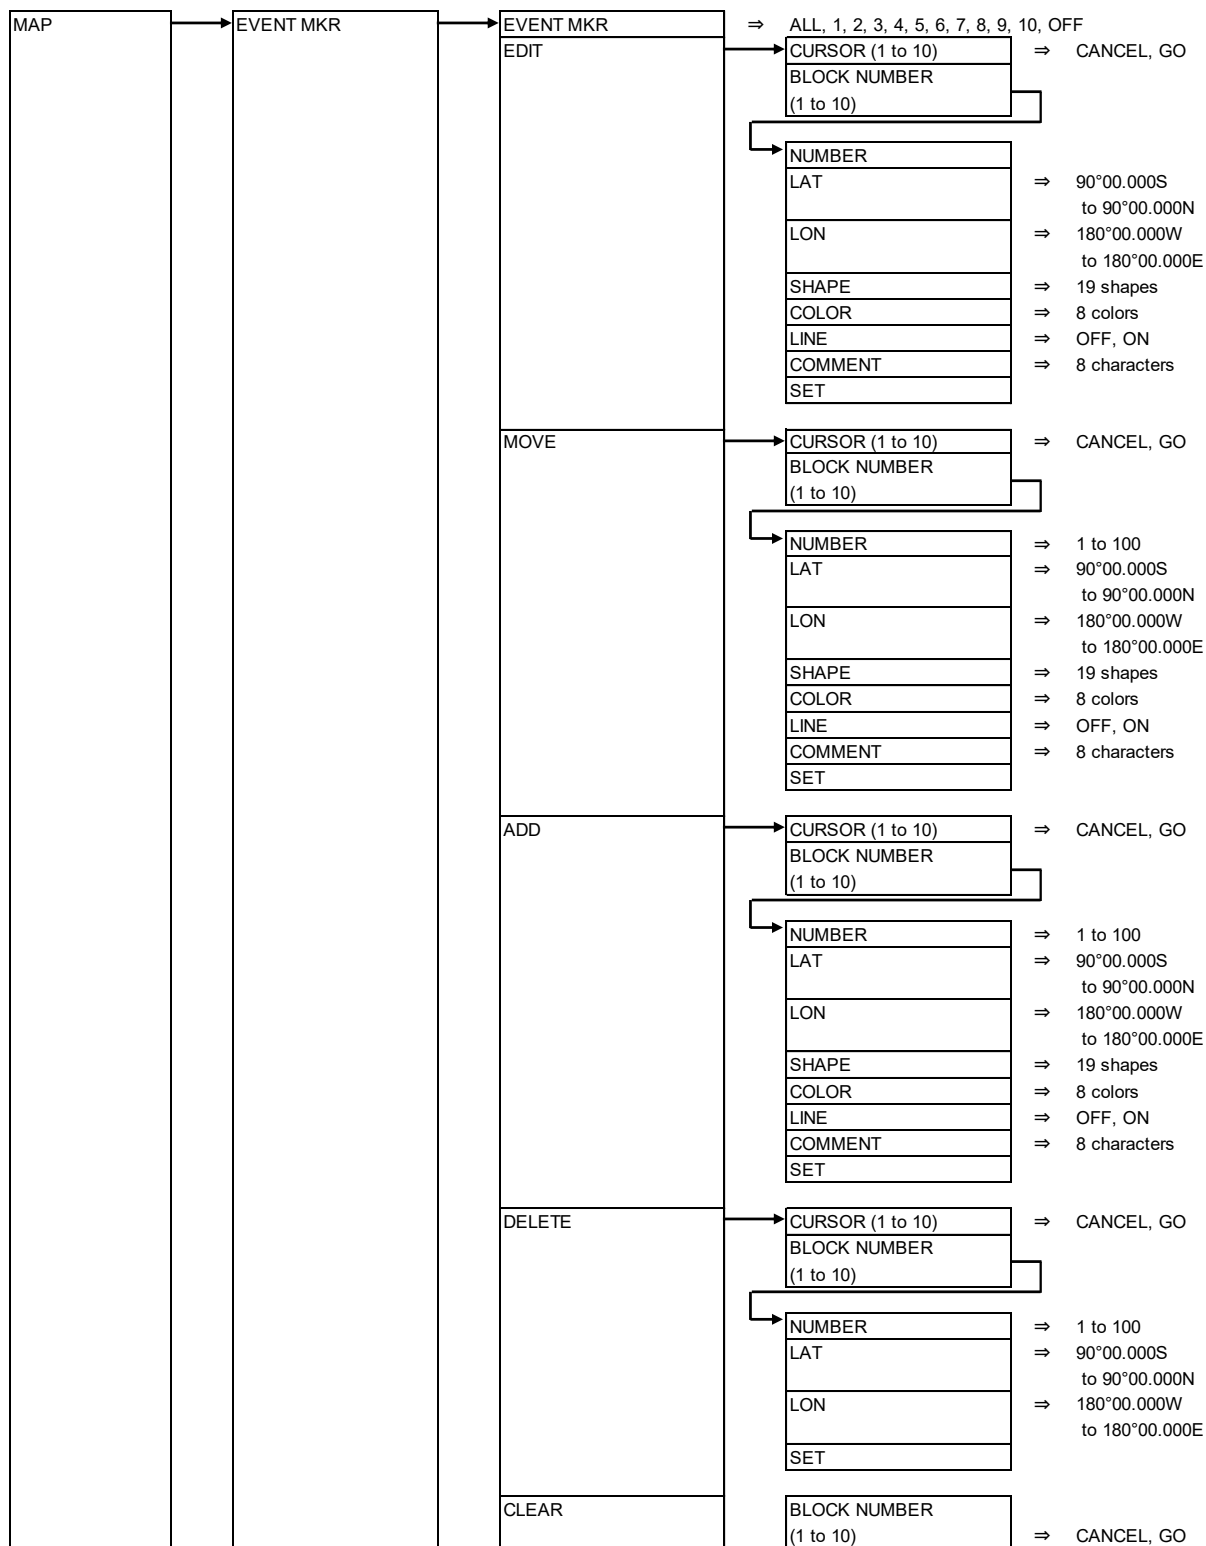 MAP EVENT MKR EVENT MKR ⇒ ALL, 1, 2, 3, 4, 5, 6, 7, 8, 9, 10, OFF
EDIT CURSOR (1 to 10) ⇒ CANCEL, GO
BLOCK NUMBER
(1 to 10)
NUMBER
LAT ⇒ 90°00.000S
to 90°00.000N
LON ⇒ 180°00.000W
to 180°00.000E
SHAPE ⇒ 19 shapes
COLOR ⇒ 8 colors
LINE ⇒ OFF, ON
COMMENT ⇒ 8 characters
SET
MOVE CURSOR (1 to 10) ⇒ CANCEL, GO
BLOCK NUMBER
(1 to 10)
NUMBER ⇒ 1 to 100
LAT ⇒ 90°00.000S
to 90°00.000N
LON ⇒ 180°00.000W
to 180°00.000E
SHAPE ⇒ 19 shapes
COLOR ⇒ 8 colors
LINE ⇒ OFF, ON
COMMENT ⇒ 8 characters
SET
ADD CURSOR (1 to 10) ⇒ CANCEL, GO
BLOCK NUMBER
(1 to 10)
NUMBER ⇒ 1 to 100
LAT ⇒ 90°00.000S
to 90°00.000N
LON ⇒ 180°00.000W
to 180°00.000E
SHAPE ⇒ 19 shapes
COLOR ⇒ 8 colors
LINE ⇒ OFF, ON
COMMENT ⇒ 8 characters
SET
DELETE CURSOR (1 to 10) ⇒ CANCEL, GO
BLOCK NUMBER
(1 to 10)
NUMBER ⇒ 1 to 100
LAT ⇒ 90°00.000S
to 90°00.000N
LON ⇒ 180°00.000W
to 180°00.000E
SET
CLEAR BLOCK NUMBER
(1 to 10) ⇒ CANCEL, GO